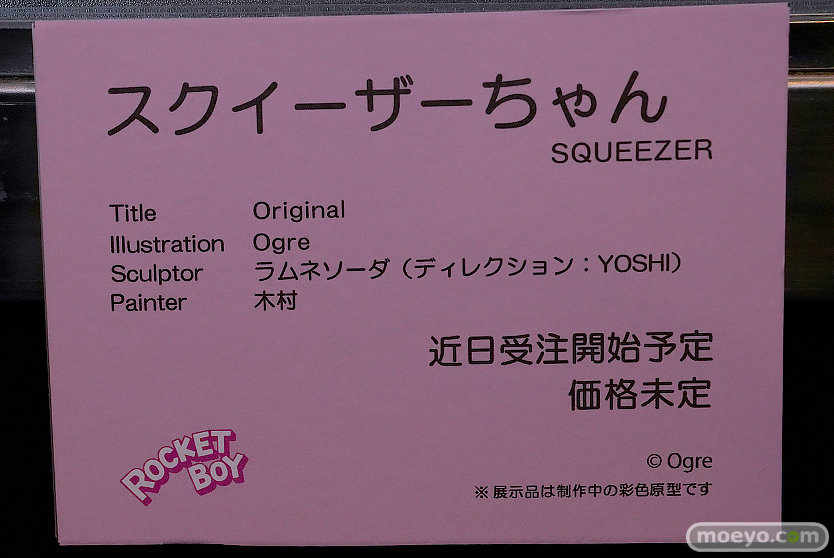 スクイーザーちゃん
SQUEEZER
Title Original
Illustration Ogre
Sculptor ラムネソーダ（ディレクション：YOSHI）
Painter 木村
近日受注開始予定
価格未定
ROCKET
BOY
© Ogre
※展示品は制作中の彩色原型です
moeyo.com